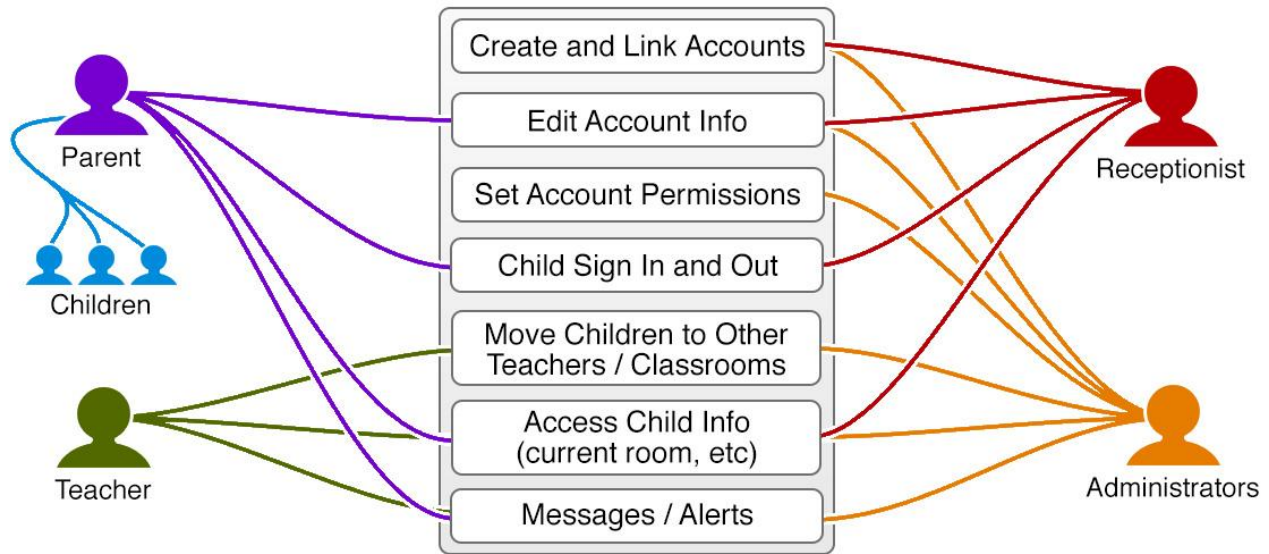 Create and Link Accounts
Edit Account Info
Set Account Permissions
Child Sign In and Out
Move Children to Other
Teachers / Classrooms
Access Child Info
(current room, etc)
Messages / Alerts
Parent
Children
Teacher
Receptionist
Administrators